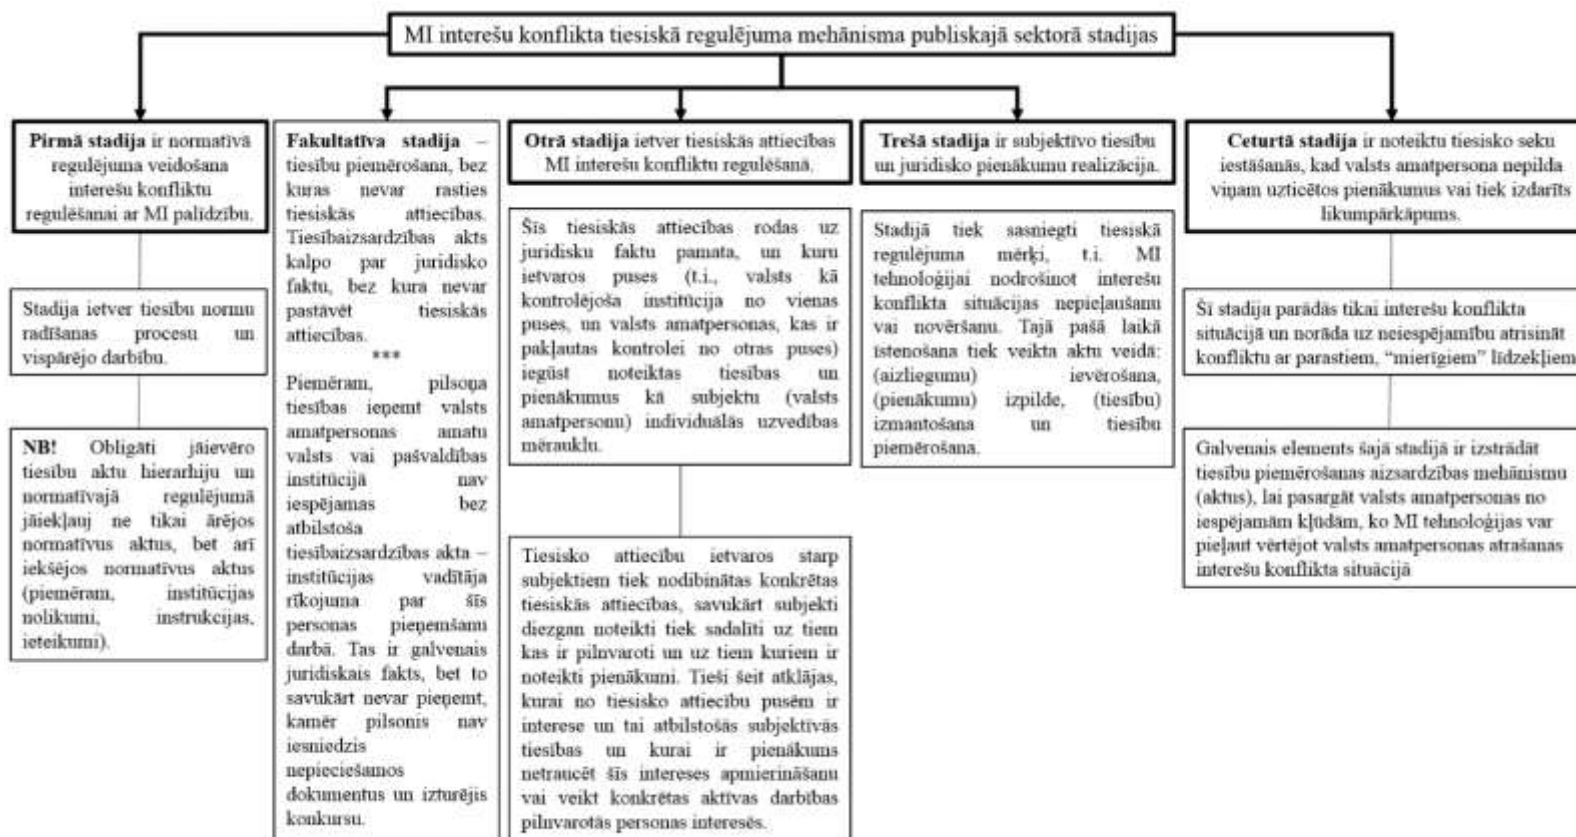 MI interešu konflikta tiesiskā regulējuma mehānisma publiskajā sektorā stadijas
Pirmā stadija ir normatīvā
regulējuma veidošana
interešu konfliktu
regulēšanai ar MI palīdzību.
Stadija ietver tiesību normu
radīšanas procesu un
vispārējo darbību.
NB! Obligāti jāievēro
tiesību aktu hierarhiju un
normatīvajā regulējumā
jāiekļauj ne tikai ārējos
normatīvus aktus, bet arī
iekšējos normatīvus aktus
(piemēram, institūcijas
nolikumi, instrukcijas,
ieteikumi).
Fakultatīva stadija –
tiesību piemērošana, bez
kuras nevar rasties
tiesiskās attiecības.
Tiesībaizsardzības akts
kalpo par juridisko
faktu, bez kura nevar
pastāvēt tiesiskās
attiecības.
***
Piemēram, pilsoņa
tiesības ieņemt valsts
amatpersonas amatu
valsts vai pašvaldības
institūcijā nav
iespējamas bez
atbilstoša
tiesībaizsardzības akta –
institūcijas vadītāja
rīkojuma par šīs
personas pieņemšanu
darbā. Tas ir galvenais
juridiskais fakts, bet to
savukārt nevar pieņemt,
kamēr pilsonis nav
iesniedzis
nepieciešamos
dokumentus un izturējis
konkursu.
Otrā stadija ietver tiesiskās attiecības
MI interešu konfliktu regulēšanā.
Šīs tiesiskās attiecības rodas uz
juridisku faktu pamata, un kuru
ietvaros puses (t.i., valsts kā
kontrolējoša institūcija no vienas
puses, un valsts amatpersonas, kas ir
pakļautas kontrolei no otras puses)
iegūst noteiktas tiesības un
pienākumus kā subjektu (valsts
amatpersonu) individuālās uzvedības
mērauklu.
Tiesisko attiecību ietvaros starp
subjektiem tiek nodibinātas konkrētas
tiesiskās attiecības, savukārt subjekti
diezgan noteikti tiek sadalīti uz tiem
kas ir pilnvaroti un uz tiem kuriem ir
noteikti pienākumi. Tieši šeit atklājas,
kurai no tiesisko attiecību pusēm ir
interese un tai atbilstošās subjektīvās
tiesības un kurai ir pienākums
netraucēt šīs intereses apmierināšanu
vai veikt konkrētas aktīvas darbības
pilnvarotās personas interesēs.
Trešā stadija ir subjektīvo tiesību
un juridisko pienākumu realizācija.
Stadijā tiek sasniegti tiesiskā
regulējuma mērķi, t.i. MI
tehnoloģijai nodrošinot interešu
konflikta situācijas nepieļaušanu
vai novēršanu. Tajā pašā laikā
īstenošana tiek veikta aktu veidā:
(aizliegumu) ievērošana,
(pienākumu) izpilde, (tiesību)
izmantošana un tiesību
piemērošana.
Ceturtā stadija ir noteiktu tiesisko seku
iestāšanās, kad valsts amatpersona nepilda
viņam uzticētos pienākumus vai tiek izdarīts
likumpārkāpums.
Šī stadija parādās tikai interešu konflikta
situācijā un norāda uz neiespējamību atrisināt
konfliktu ar parastiem, “mierīgiem” līdzekļiem
Galvenais elements šajā stadijā ir izstrādāt
tiesību piemērošanas aizsardzības mehānismu
(aktus), lai pasargāt valsts amatpersonas no
iespējamām kļūdām, ko MI tehnoloģijas var
pieļaut vērtējot valsts amatpersonas atrašanas
interešu konflikta situācijā